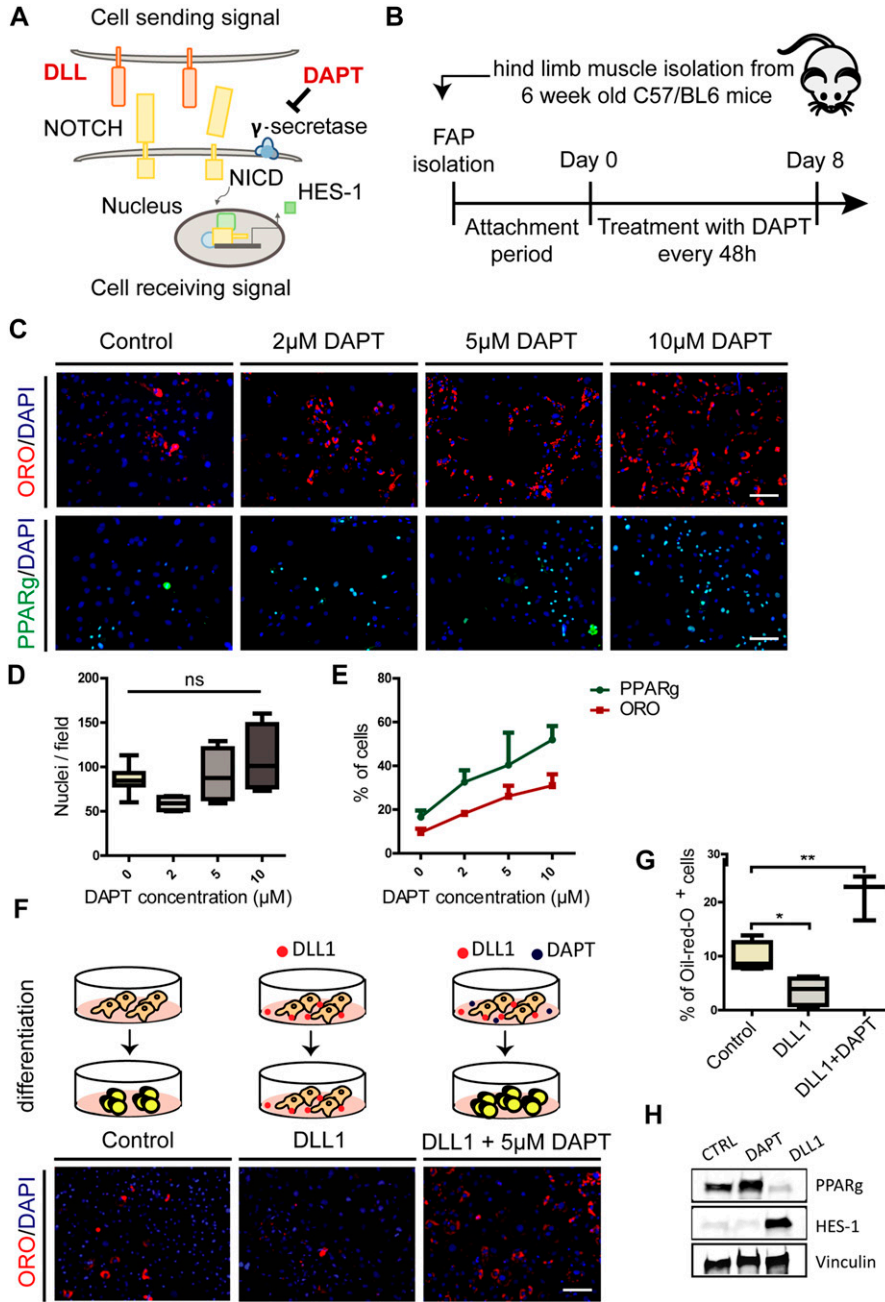 A
Cell sending signal
DLL
DAPT
NOTCH
γ-secretase
NICD
Nucleus
HES-1
Cell receiving signal
B
hind limb muscle isolation from
6 week old C57/BL6 mice
FAP
isolation
Day 0
Day 8
Attachment
period
Treatment with DAPT
every 48h
C
Control
2µM DAPT
5µM DAPT
10µM DAPT
ORO/DAPI
PPARg/DAPI
D
ns
200
150
100
50
0
Nuclei / field
0
2
5
10
DAPT concentration (µM)
E
PPARg
ORO
80
60
40
20
0
% of cells
0
2
5
10
DAPT concentration (µM)
F
DLL1
DLL1
DAPT
differentiation
Control
DLL1
DLL1 + 5µM DAPT
ORO/DAPI
G
**
*
30
20
10
0
% of Oil-red-O + cells
Control
DLL1
DLL1+DAPT
H
CTRL
DAPT
DLL1
PPARg
HES-1
Vinculin